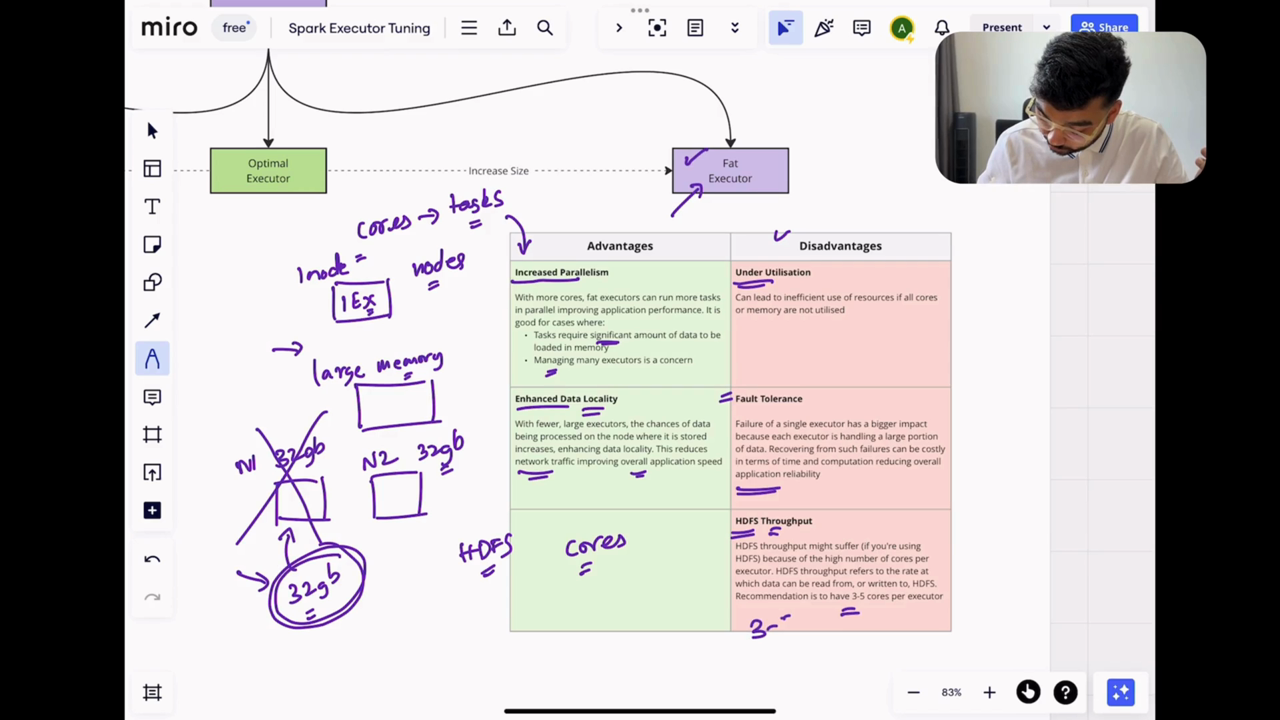 miro
free
Spark Executor Tuning
A
Present
Share
Optimal
Executor
Increase Size
Fat
Executor
cores → tasks
1node =
nodes
1Ex
large memory
N1 32gb
N2 32gb
32gb
HDFS
cores
Advantages
Disadvantages
Increased Parallelism
With more cores, fat executors can run more tasks
in parallel improving application performance. It is
good for cases where:
• Tasks require significant amount of data to be
loaded in memory
• Managing many executors is a concern
Under Utilisation
Can lead to inefficient use of resources if all cores
or memory are not utilised
Enhanced Data Locality
With fewer, large executors, the chances of data
being processed on the node where it is stored
increases, enhancing data locality. This reduces
network traffic improving overall application speed
Fault Tolerance
Failure of a single executor has a bigger impact
because each executor is handling a large portion
of data. Recovering from such failures can be costly
in terms of time and computation reducing overall
application reliability
HDFS Throughput
HDFS throughput might suffer (if you're using
HDFS) because of the high number of cores per
executor. HDFS throughput refers to the rate at
which data can be read from, or written to, HDFS.
Recommendation is to have 3-5 cores per executor
3-
83%